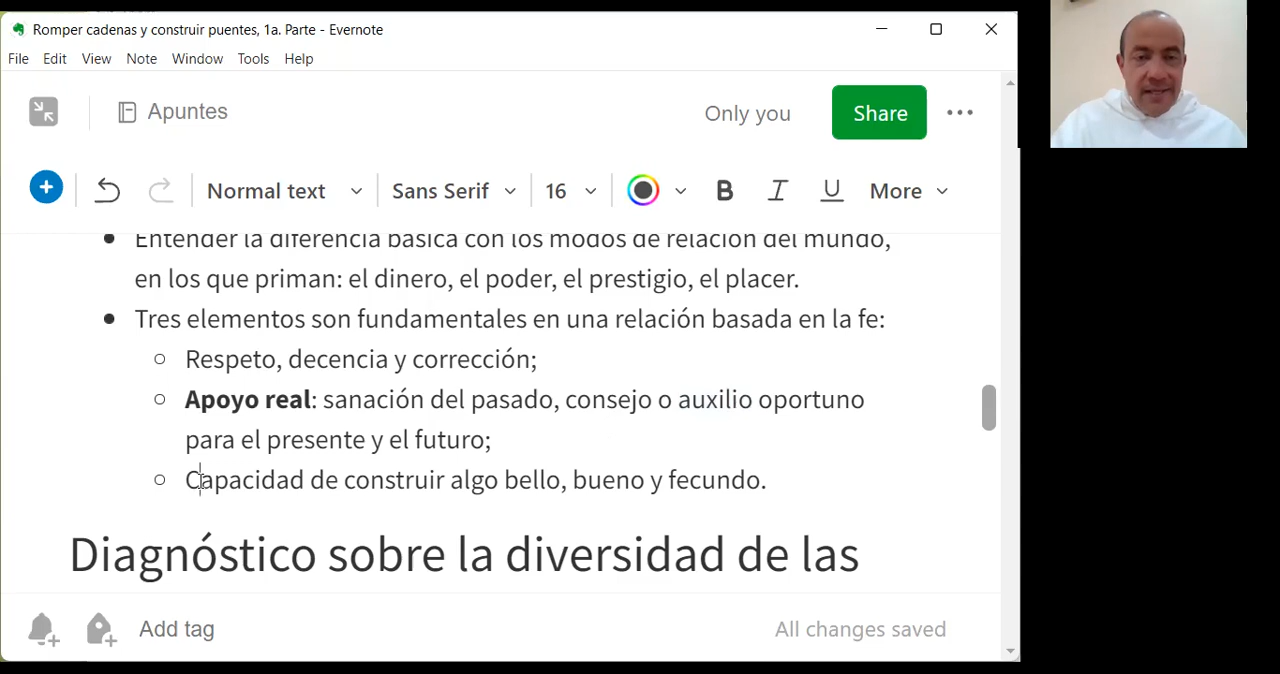 Romper cadenas y construir puentes, 1a. Parte - Evernote
File Edit View Note Window Tools Help
Apuntes Only you Share
Normal text Sans Serif 16 B I U More
Entender la diferencia básica con los modos de relación del mundo,
en los que priman: el dinero, el poder, el prestigio, el placer.
Tres elementos son fundamentales en una relación basada en la fe:
Respeto, decencia y corrección;
Apoyo real: sanación del pasado, consejo o auxilio oportuno
para el presente y el futuro;
Capacidad de construir algo bello, bueno y fecundo.
Diagnóstico sobre la diversidad de las
Add tag All changes saved